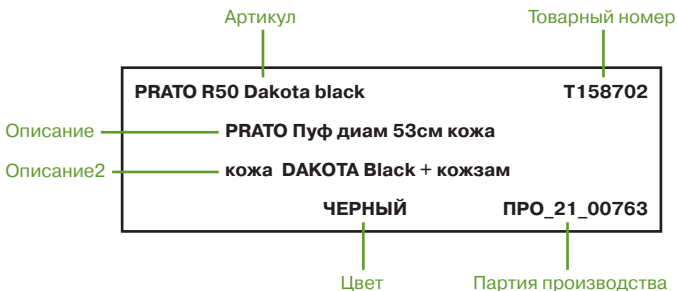 Артикул Товарный номер
PRATO R50 Dakota black T158702
Описание PRATO Пуф диам 53см кожа
Описание2 кожа DAKOTA Black + кожзам
ЧЕРНЫЙ ПРО_21_00763
Цвет Партия производства